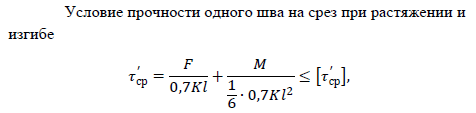 Условие прочности одного шва на срез при растяжении и
изгибе
τ′ср = F/(0,7Kl) + M/((1/6) · 0,7Kl²) ≤ [τ′ср],